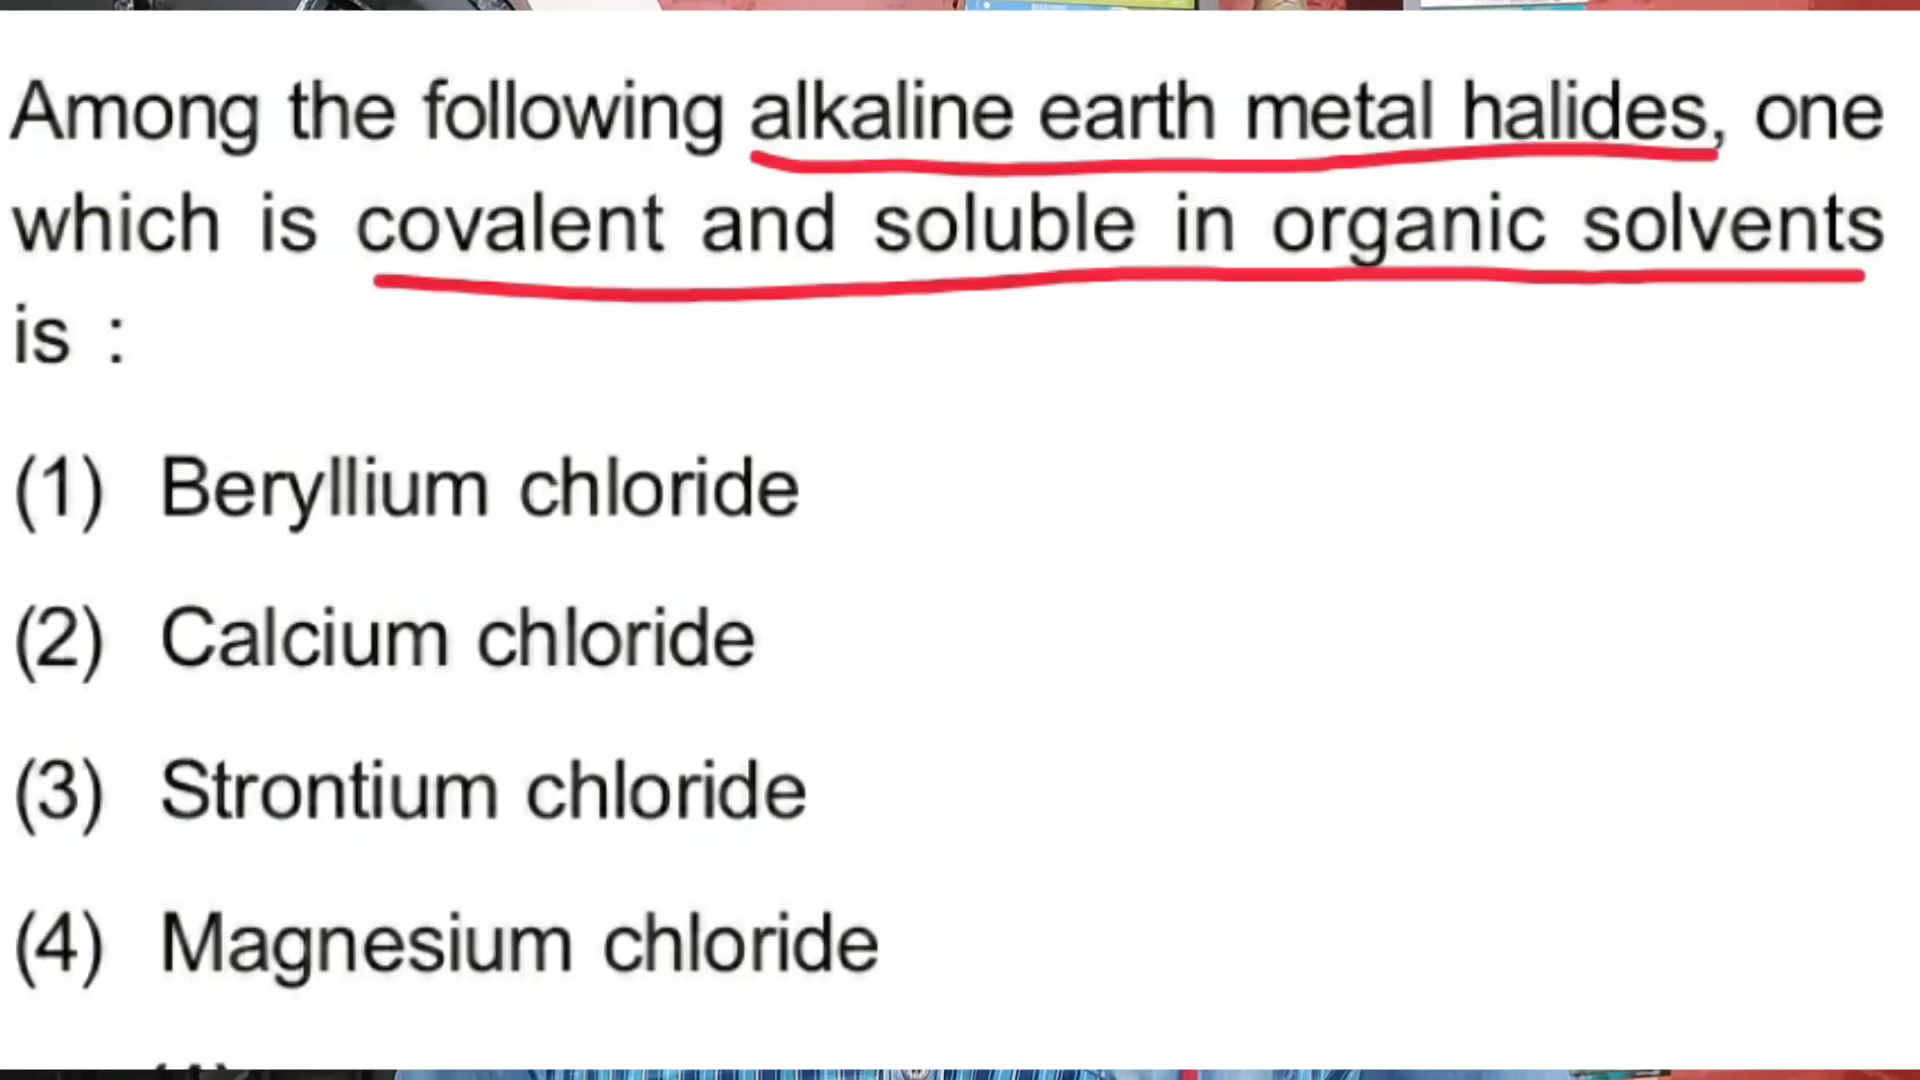 Among the following alkaline earth metal halides, one
which is covalent and soluble in organic solvents
is :
(1) Beryllium chloride
(2) Calcium chloride
(3) Strontium chloride
(4) Magnesium chloride